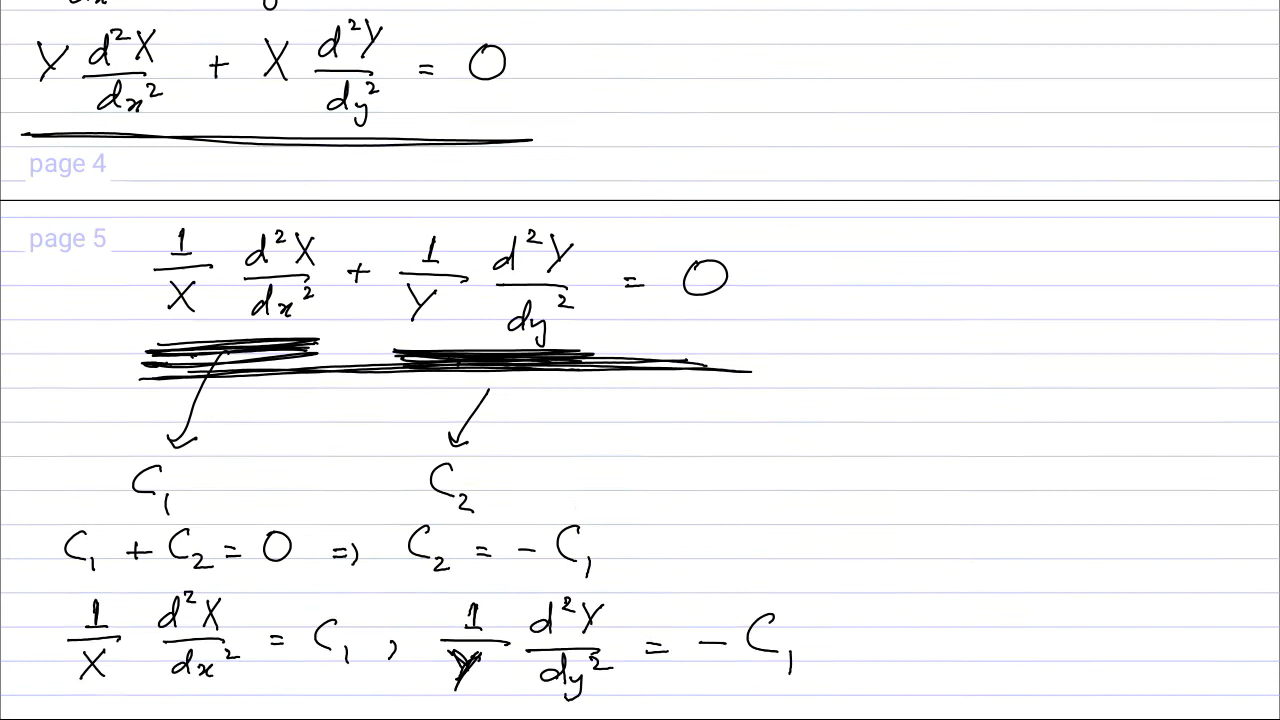 Y d²X/dx² + X d²Y/dy² = 0
page 4
page 5
1/X d²X/dx² + 1/Y d²Y/dy² = 0
C₁ C₂
C₁ + C₂ = 0 => C₂ = - C₁
1/X d²X/dx² = C₁ , 1/Y d²Y/dy² = - C₁